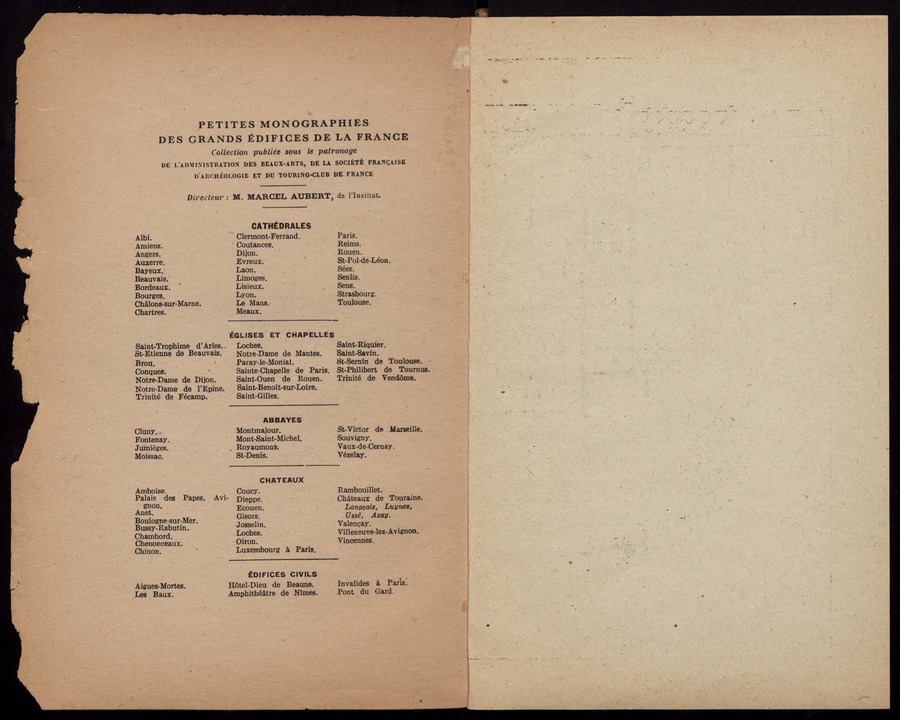 PETITES MONOGRAPHIES
DES GRANDS ÉDIFICES DE LA FRANCE
Collection publiée sous le patronage
DE L'ADMINISTRATION DES BEAUX-ARTS, DE LA SOCIÉTÉ FRANÇAISE
D'ARCHÉOLOGIE ET DU TOURING-CLUB DE FRANCE
Directeur : M. MARCEL AUBERT, de l'Institut.
CATHÉDRALES
Albi.
Amiens.
Angers.
Auxerre.
Bayeux.
Beauvais.
Bordeaux.
Bourges.
Châlons-sur-Marne.
Chartres.
Clermont-Ferrand.
Coutances.
Dijon.
Evreux.
Laon.
Limoges.
Lisieux.
Lyon.
Le Mans.
Meaux.
Paris.
Reims.
Rouen.
St-Pol-de-Léon.
Sées.
Senlis.
Sens.
Strasbourg.
Toulouse.
ÉGLISES ET CHAPELLES
Saint-Trophime d'Arles.
St-Etienne de Beauvais.
Brou.
Conques.
Notre-Dame de Dijon.
Notre-Dame de l'Epine.
Trinité de Fécamp.
Loches.
Notre-Dame de Mantes.
Paray-le-Monial.
Sainte-Chapelle de Paris.
Saint-Ouen de Rouen.
Saint-Benoît-sur-Loire.
Saint-Gilles.
Saint-Riquier.
Saint-Savin.
St-Sernin de Toulouse.
St-Philibert de Tournus.
Trinité de Vendôme.
ABBAYES
Cluny.
Fontenay.
Jumièges.
Moissac.
Montmajour.
Mont-Saint-Michel.
Royaumont.
St-Denis.
St-Victor de Marseille.
Souvigny.
Vaux-de-Cernay.
Vézelay.
CHATEAUX
Amboise.
Palais des Papes, Avi-
gnon.
Anet.
Boulogne-sur-Mer.
Bussy-Rabutin.
Chambord.
Chenonceaux.
Chinon.
Coucy.
Dieppe.
Ecouen.
Gisors.
Josselin.
Loches.
Oiron.
Luxembourg à Paris.
Rambouillet.
Châteaux de Touraine.
Langeais, Luynes,
Ussé, Azay.
Valençay.
Villeneuve-lez-Avignon.
Vincennes.
ÉDIFICES CIVILS
Aigues-Mortes.
Les Baux.
Hôtel-Dieu de Beaune.
Amphithéâtre de Nîmes.
Invalides à Paris.
Pont du Gard.